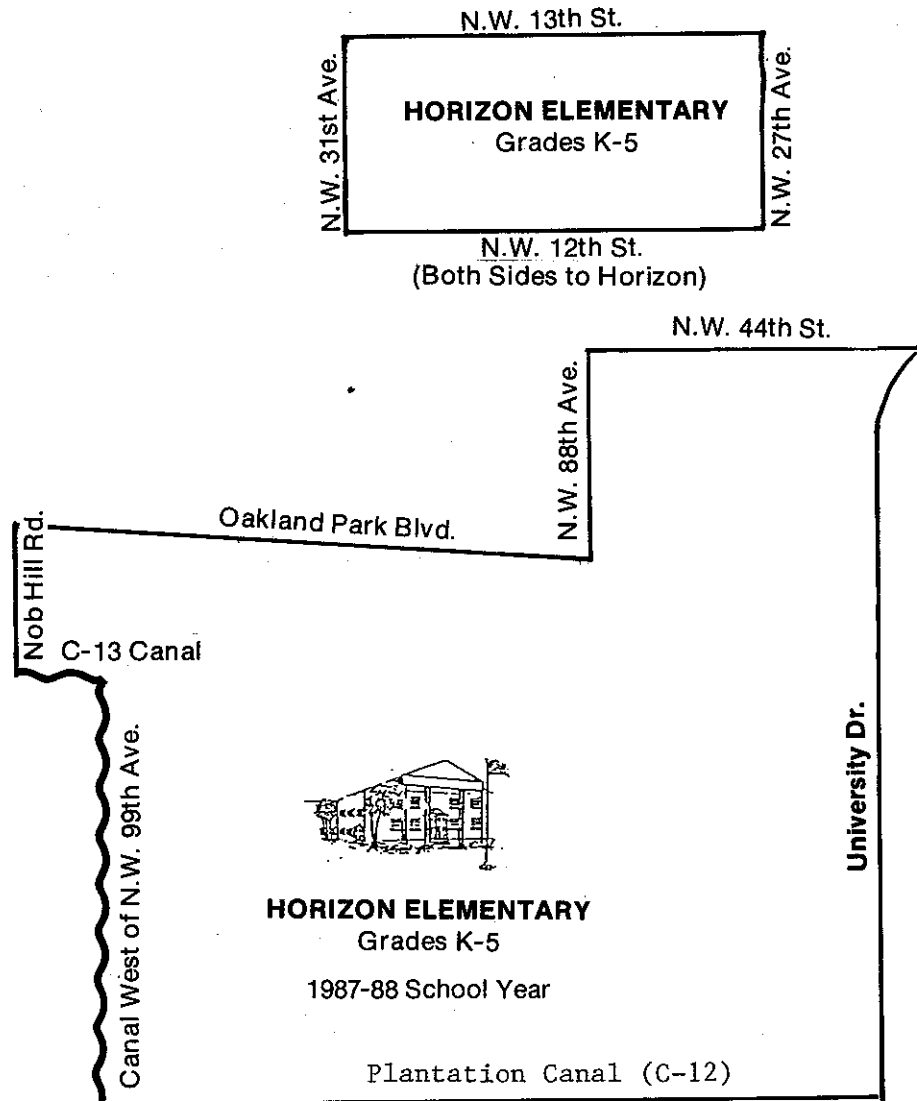 N.W. 13th St.
N.W. 31st Ave.
HORIZON ELEMENTARY
Grades K-5
N.W. 27th Ave.
N.W. 12th St.
(Both Sides to Horizon)
N.W. 44th St.
N.W. 88th Ave.
Oakland Park Blvd.
Nob Hill Rd.
C-13 Canal
Canal West of N.W. 99th Ave.
University Dr.
HORIZON ELEMENTARY
Grades K-5
1987-88 School Year
Plantation Canal (C-12)